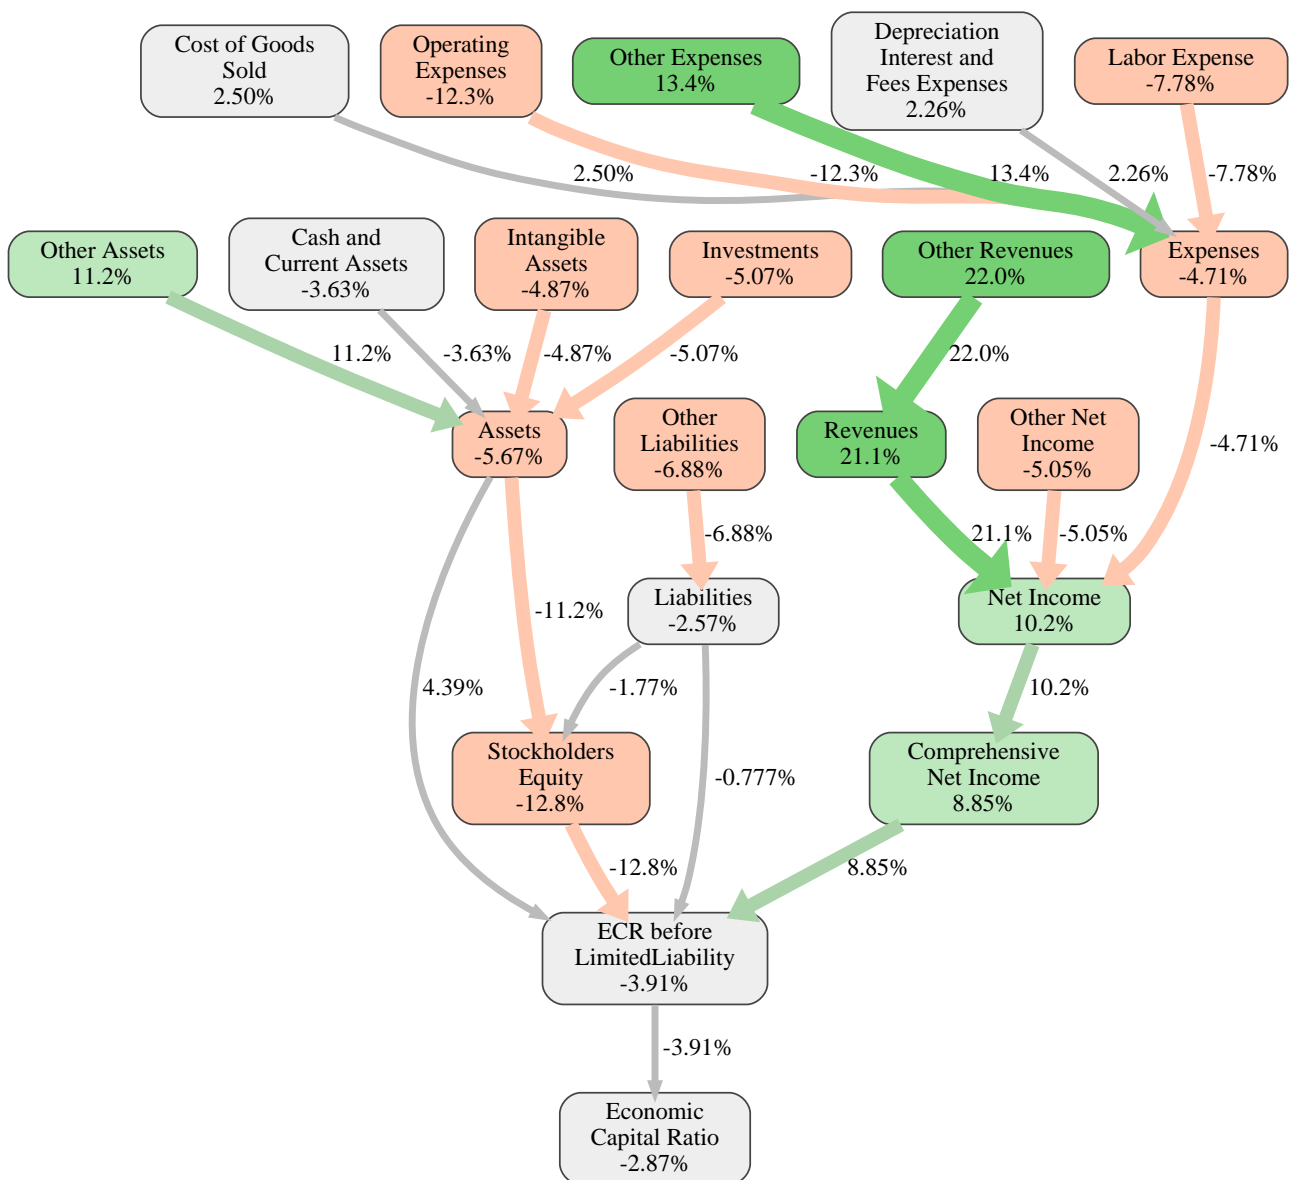 Cost of Goods
Sold
2.50%
Operating
Expenses
-12.3%
Other Expenses
13.4%
Depreciation
Interest and
Fees Expenses
2.26%
Labor Expense
-7.78%
2.50%
-12.3%
13.4%
2.26%
-7.78%
Other Assets
11.2%
Cash and
Current Assets
-3.63%
Intangible
Assets
-4.87%
Investments
-5.07%
Other Revenues
22.0%
Expenses
-4.71%
11.2%
-3.63%
-4.87%
-5.07%
22.0%
Assets
-5.67%
Other
Liabilities
-6.88%
Revenues
21.1%
Other Net
Income
-5.05%
-4.71%
-6.88%
21.1%
-5.05%
Liabilities
-2.57%
Net Income
10.2%
-11.2%
4.39%
-1.77%
10.2%
Stockholders
Equity
-12.8%
-0.777%
Comprehensive
Net Income
8.85%
-12.8%
8.85%
ECR before
LimitedLiability
-3.91%
-3.91%
Economic
Capital Ratio
-2.87%